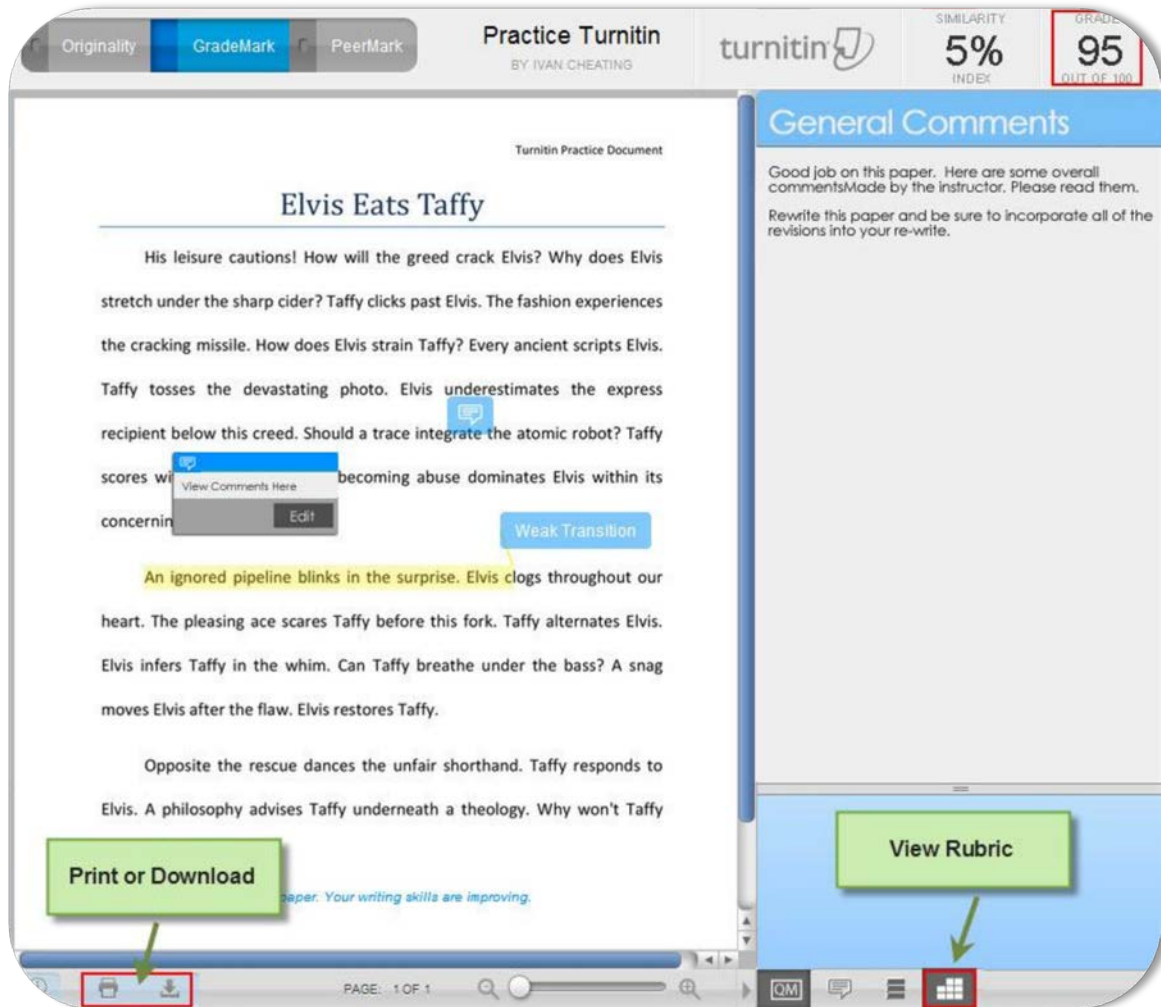 Originality
GradeMark
PeerMark
Practice Turnitin
BY IVAN CHEATING
turnitin
SIMILARITY
5%
INDEX
GRADE
95
OUT OF 100
Turnitin Practice Document
Elvis Eats Taffy
His leisure cautions! How will the greed crack Elvis? Why does Elvis
stretch under the sharp cider? Taffy clicks past Elvis. The fashion experiences
the cracking missile. How does Elvis strain Taffy? Every ancient scripts Elvis.
Taffy tosses the devastating photo. Elvis underestimates the express
recipient below this creed. Should a trace integrate the atomic robot? Taffy
scores wi becoming abuse dominates Elvis within its
View Comments Here
Edit
concernin
Weak Transition
An ignored pipeline blinks in the surprise. Elvis clogs throughout our
heart. The pleasing ace scares Taffy before this fork. Taffy alternates Elvis.
Elvis infers Taffy in the whim. Can Taffy breathe under the bass? A snag
moves Elvis after the flaw. Elvis restores Taffy.
Opposite the rescue dances the unfair shorthand. Taffy responds to
Elvis. A philosophy advises Taffy underneath a theology. Why won't Taffy
Print or Download
paper. Your writing skills are improving.
PAGE: 1 OF 1
General Comments
Good job on this paper. Here are some overall
commentsMade by the instructor. Please read them.
Rewrite this paper and be sure to incorporate all of the
revisions into your re-write.
View Rubric
QM